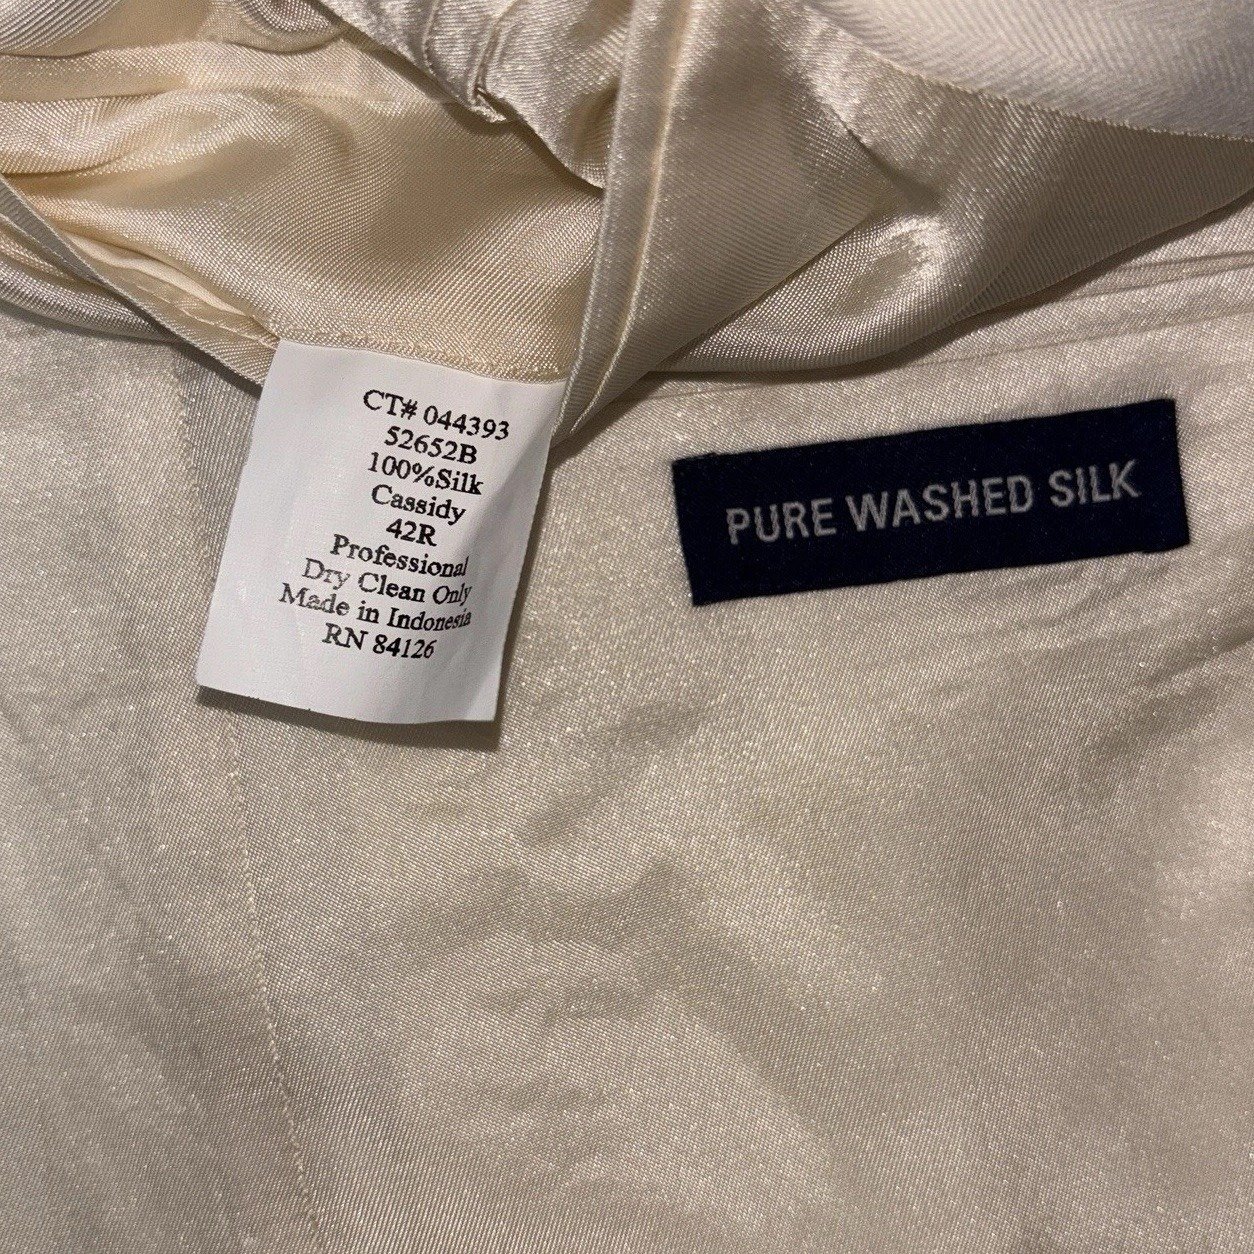 CT# 044393
52652B
100%Silk
Cassidy
42R
Professional
Dry Clean Only
Made in Indonesia
RN 84126
PURE WASHED SILK